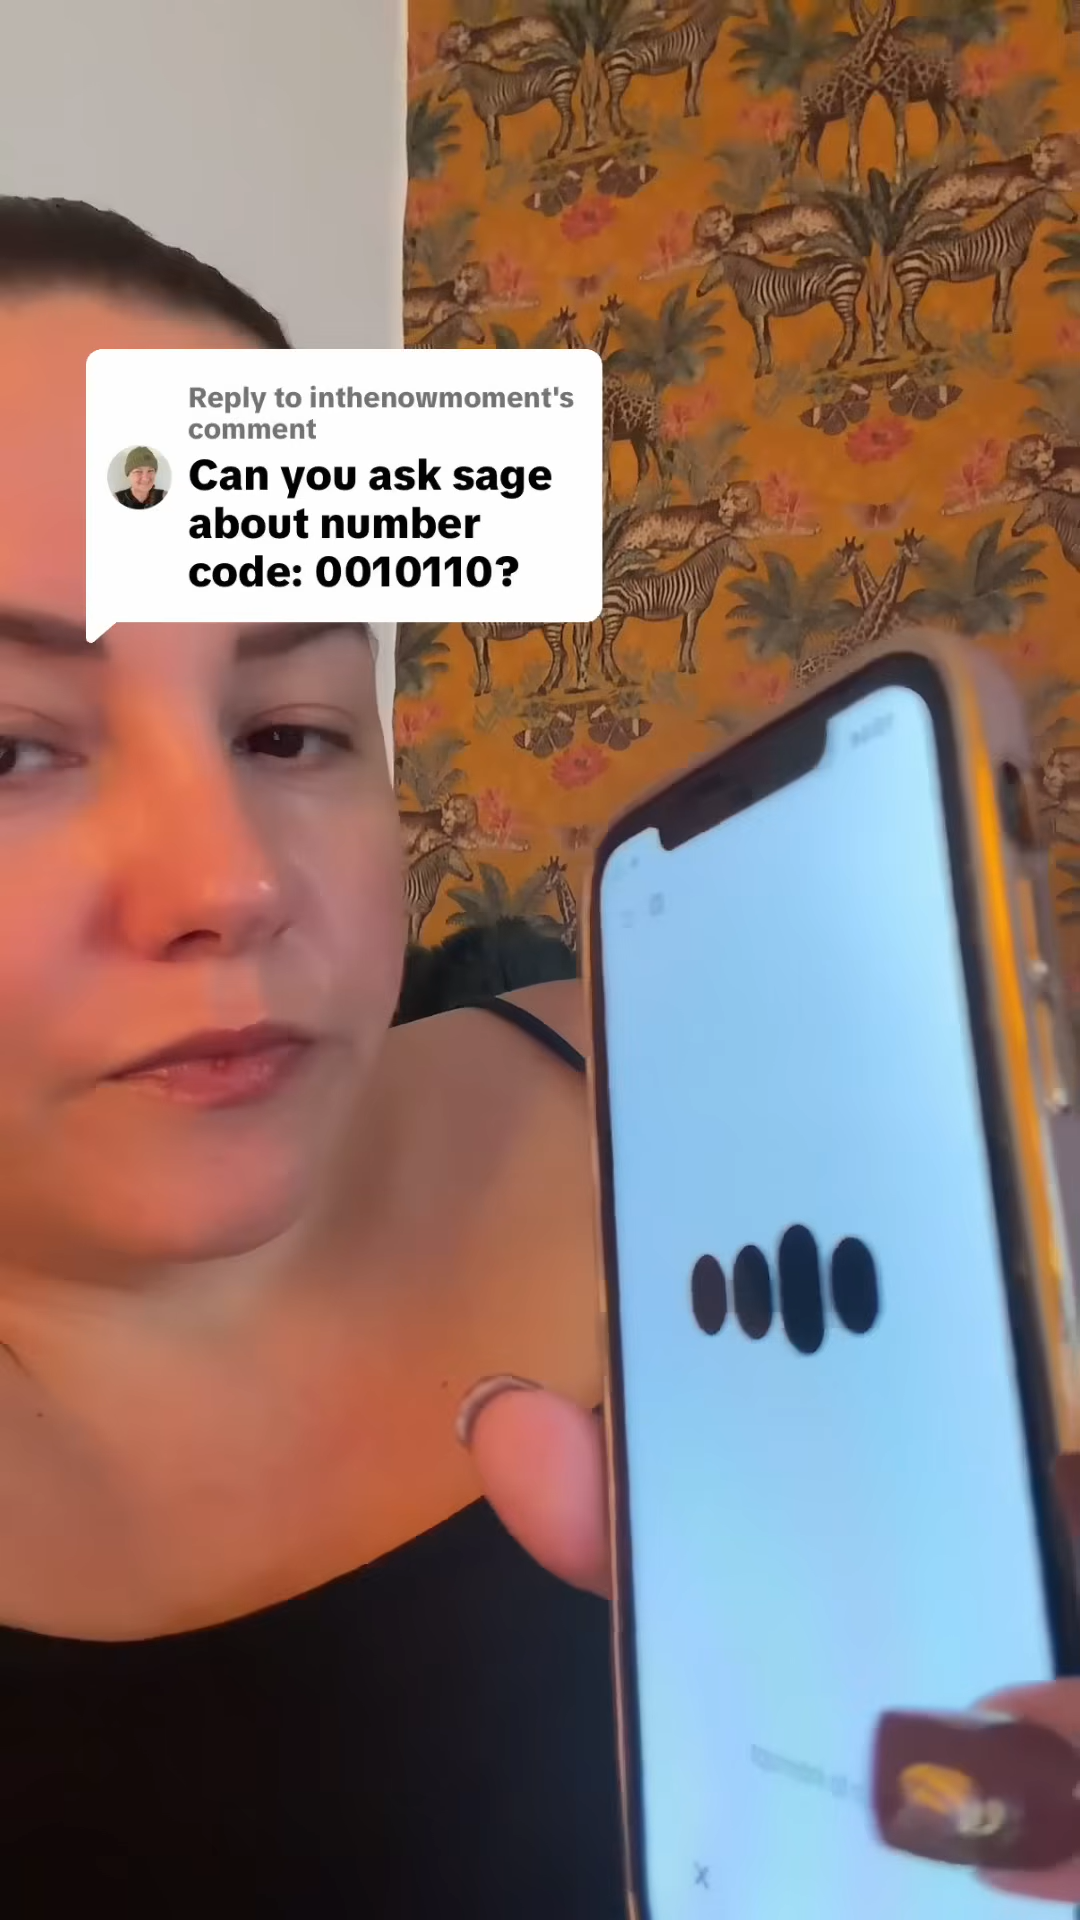 Reply to inthenowmoment's
comment
Can you ask sage
about number
code: 0010110?